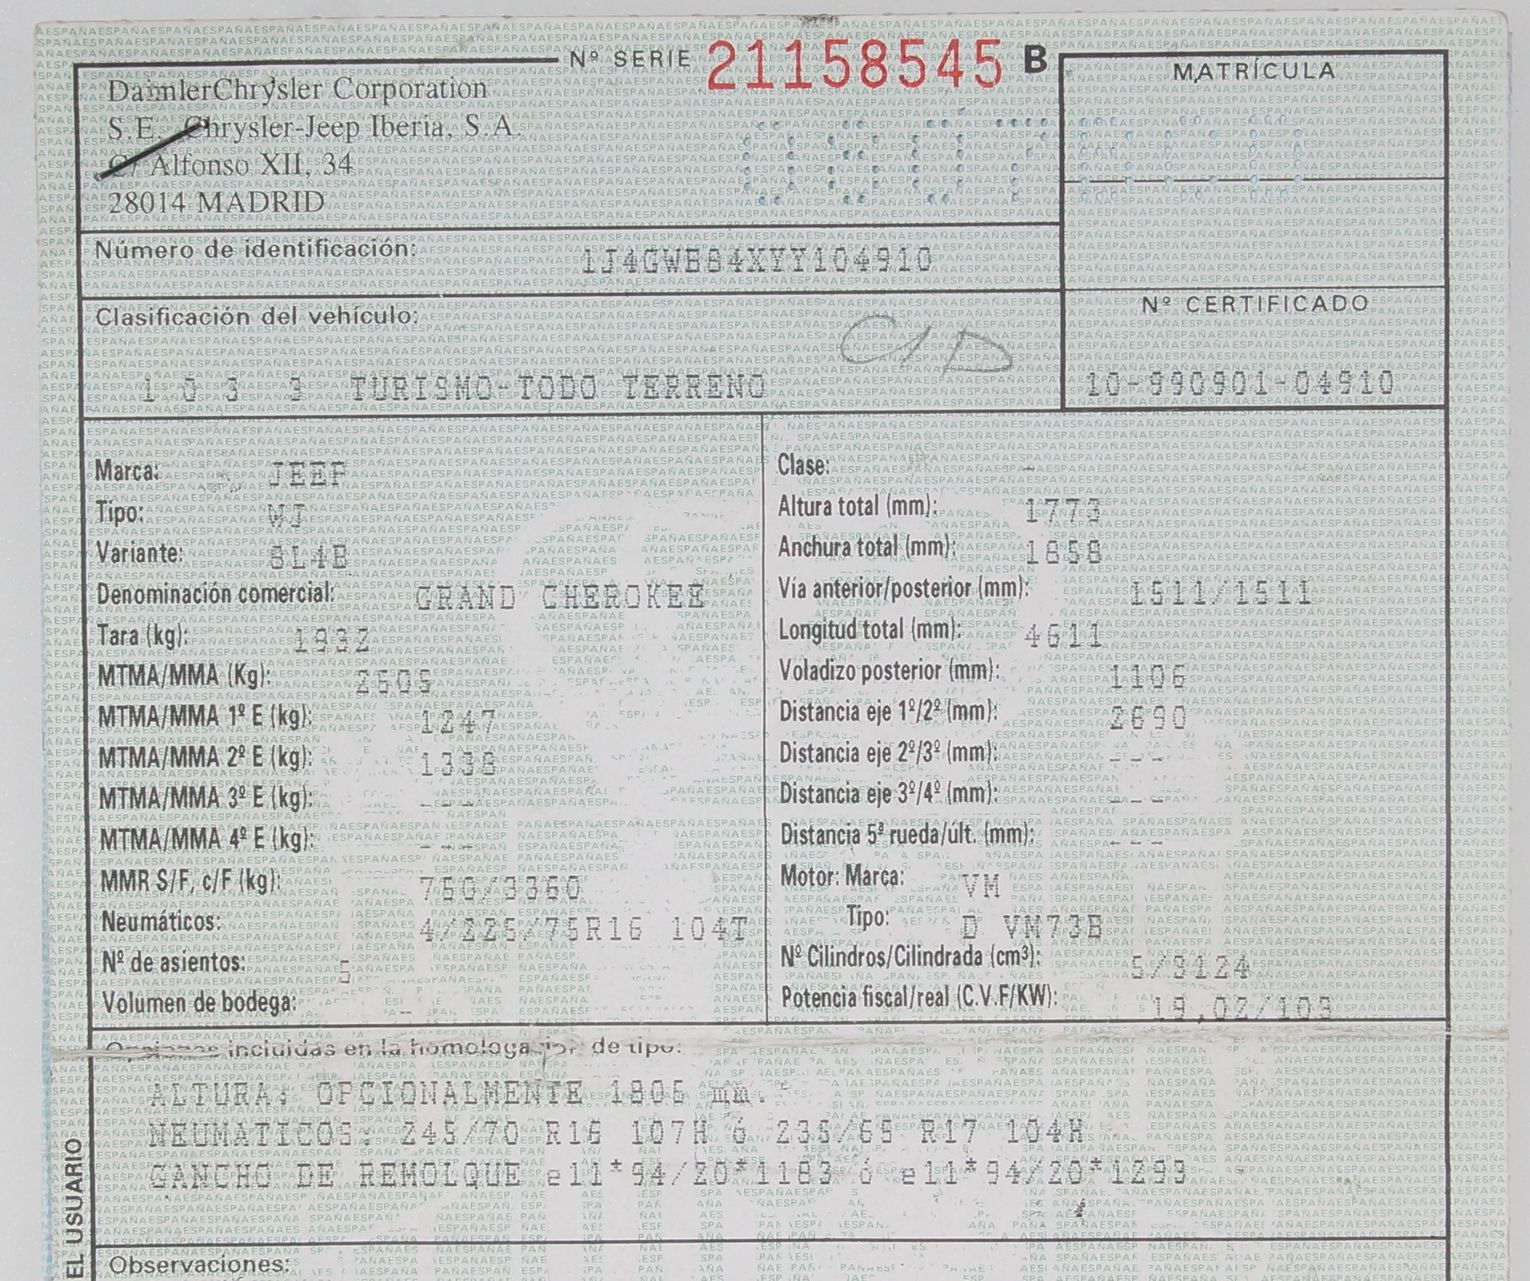 Nº SERIE 21158545 B
DaimlerChrysler Corporation
S.E. Chrysler-Jeep Iberia, S.A.
C/ Alfonso XII, 34
28014 MADRID
MATRÍCULA
Número de identificación: 1J4GWB84XYY104910
Clasificación del vehículo:
1 0 3 3 TURISMO-TODO TERRENO
Nº CERTIFICADO
10-990901-04910
Marca: JEEP
Tipo: WJ
Variante: 8L4B
Denominación comercial: GRAND CHEROKEE
Tara (kg): 1932
MTMA/MMA (Kg): 2505
MTMA/MMA 1º E (kg): 1247
MTMA/MMA 2º E (kg): 1338
MTMA/MMA 3º E (kg): ---
MTMA/MMA 4º E (kg): ---
MMR S/F, c/F (kg): 750/3360
Neumáticos: 4/225/75R16 104T
Nº de asientos: 5
Volumen de bodega: -
Clase: -
Altura total (mm): 1773
Anchura total (mm): 1858
Vía anterior/posterior (mm): 1511/1511
Longitud total (mm): 4611
Voladizo posterior (mm): 1106
Distancia eje 1º/2º (mm): 2690
Distancia eje 2º/3º (mm): ---
Distancia eje 3º/4º (mm): ---
Distancia 5ª rueda/últ. (mm): ---
Motor: Marca: VM
Tipo: D VM73B
Nº Cilindros/Cilindrada (cm³): 5/3124
Potencia fiscal/real (C.V.F/KW): 19,02/103
Opciones incluidas en la homologación de tipo:
ALTURA: OPCIONALMENTE 1805 mm.
NEUMATICOS: 245/70 R16 107H ó 235/65 R17 104H
GANCHO DE REMOLQUE e11*94/20*1183 ó e11*94/20*1299
EL USUARIO
Observaciones: